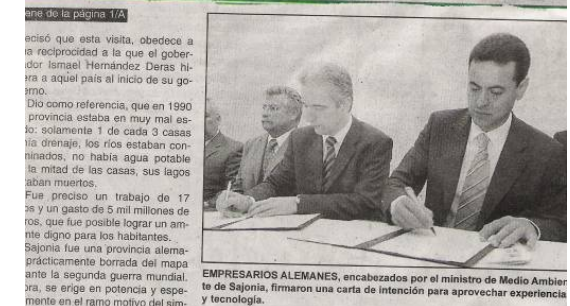 ene de la página 1/A
ecisó que esta visita, obedece a
a reciprocidad a la que el gober-
dor Ismael Hernández Deras hi-
era a aquel país al inicio de su go-
rno.
Dio como referencia, que en 1990
provincia estaba en muy mal es-
do: solamente 1 de cada 3 casas
ía drenaje, los ríos estaban con-
minados, no había agua potable
la mitad de las casas, sus lagos
aban muertos.
Fue preciso un trabajo de 17
os y un gasto de 5 mil millones de
ros, que fue posible lograr un am-
nte digno para los habitantes.
Sajonia fue una provincia alema-
prácticamente borrada del mapa
ante la segunda guerra mundial.
ora, se erige en potencia y espe-
mente en el ramo motivo del sim-
EMPRESARIOS ALEMANES, encabezados por el ministro de Medio Ambien
te de Sajonia, firmaron una carta de intención para aprovechar experiencia
y tecnología.